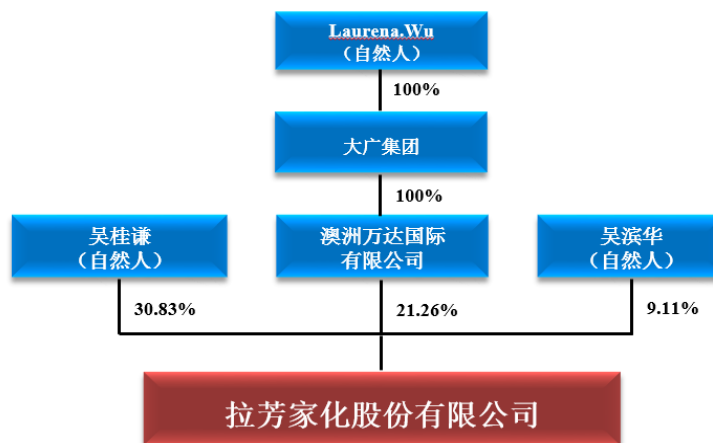 Laurena.Wu
（自然人）
100%
大广集团
100%
吴桂谦
（自然人）
澳洲万达国际
有限公司
吴滨华
（自然人）
30.83%
21.26%
9.11%
拉芳家化股份有限公司